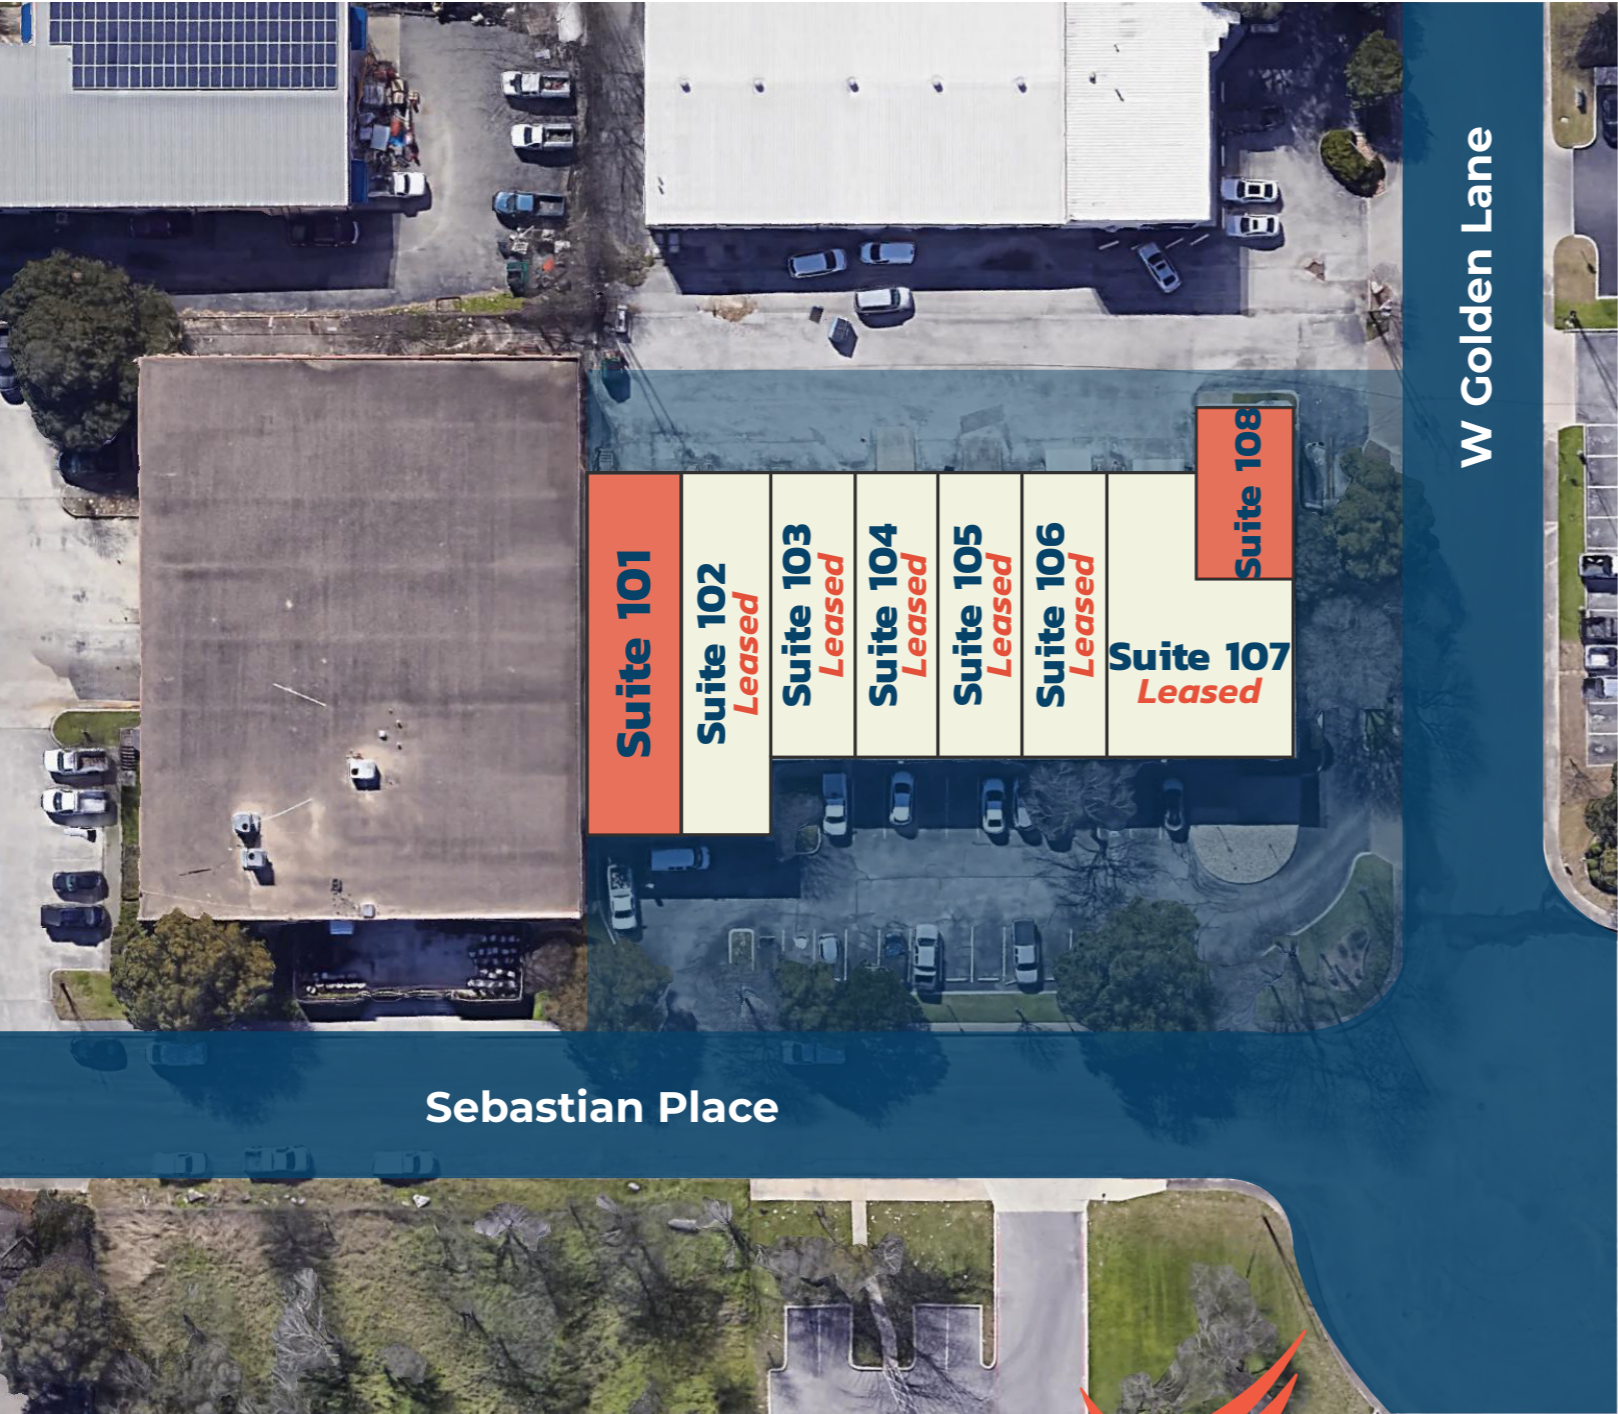 W Golden Lane
Suite 101
Suite 102
Leased
Suite 103
Leased
Suite 104
Leased
Suite 105
Leased
Suite 106
Leased
Suite 107
Leased
Suite 108
Sebastian Place